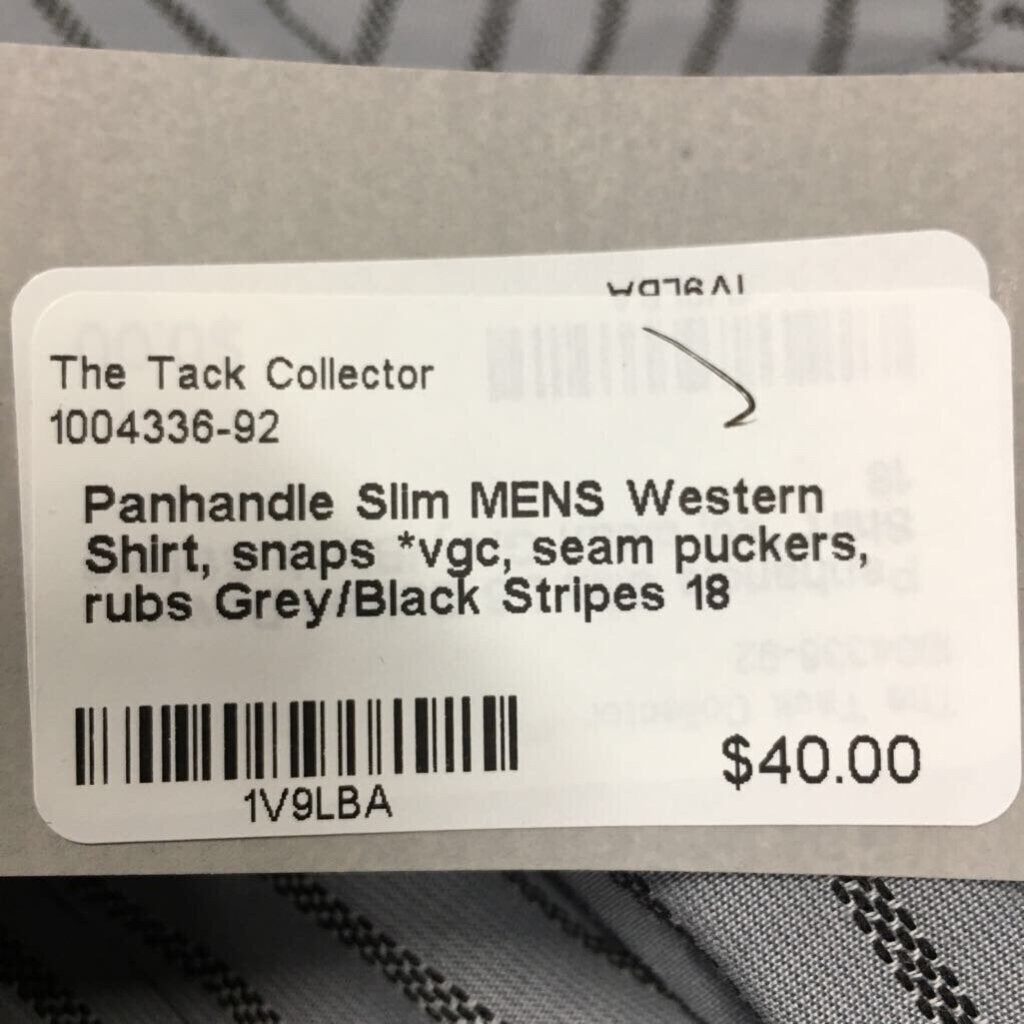 The Tack Collector
1004336-92
Panhandle Slim MENS Western
Shirt, snaps *vgc, seam puckers,
rubs Grey/Black Stripes 18
1V9LBA
$40.00